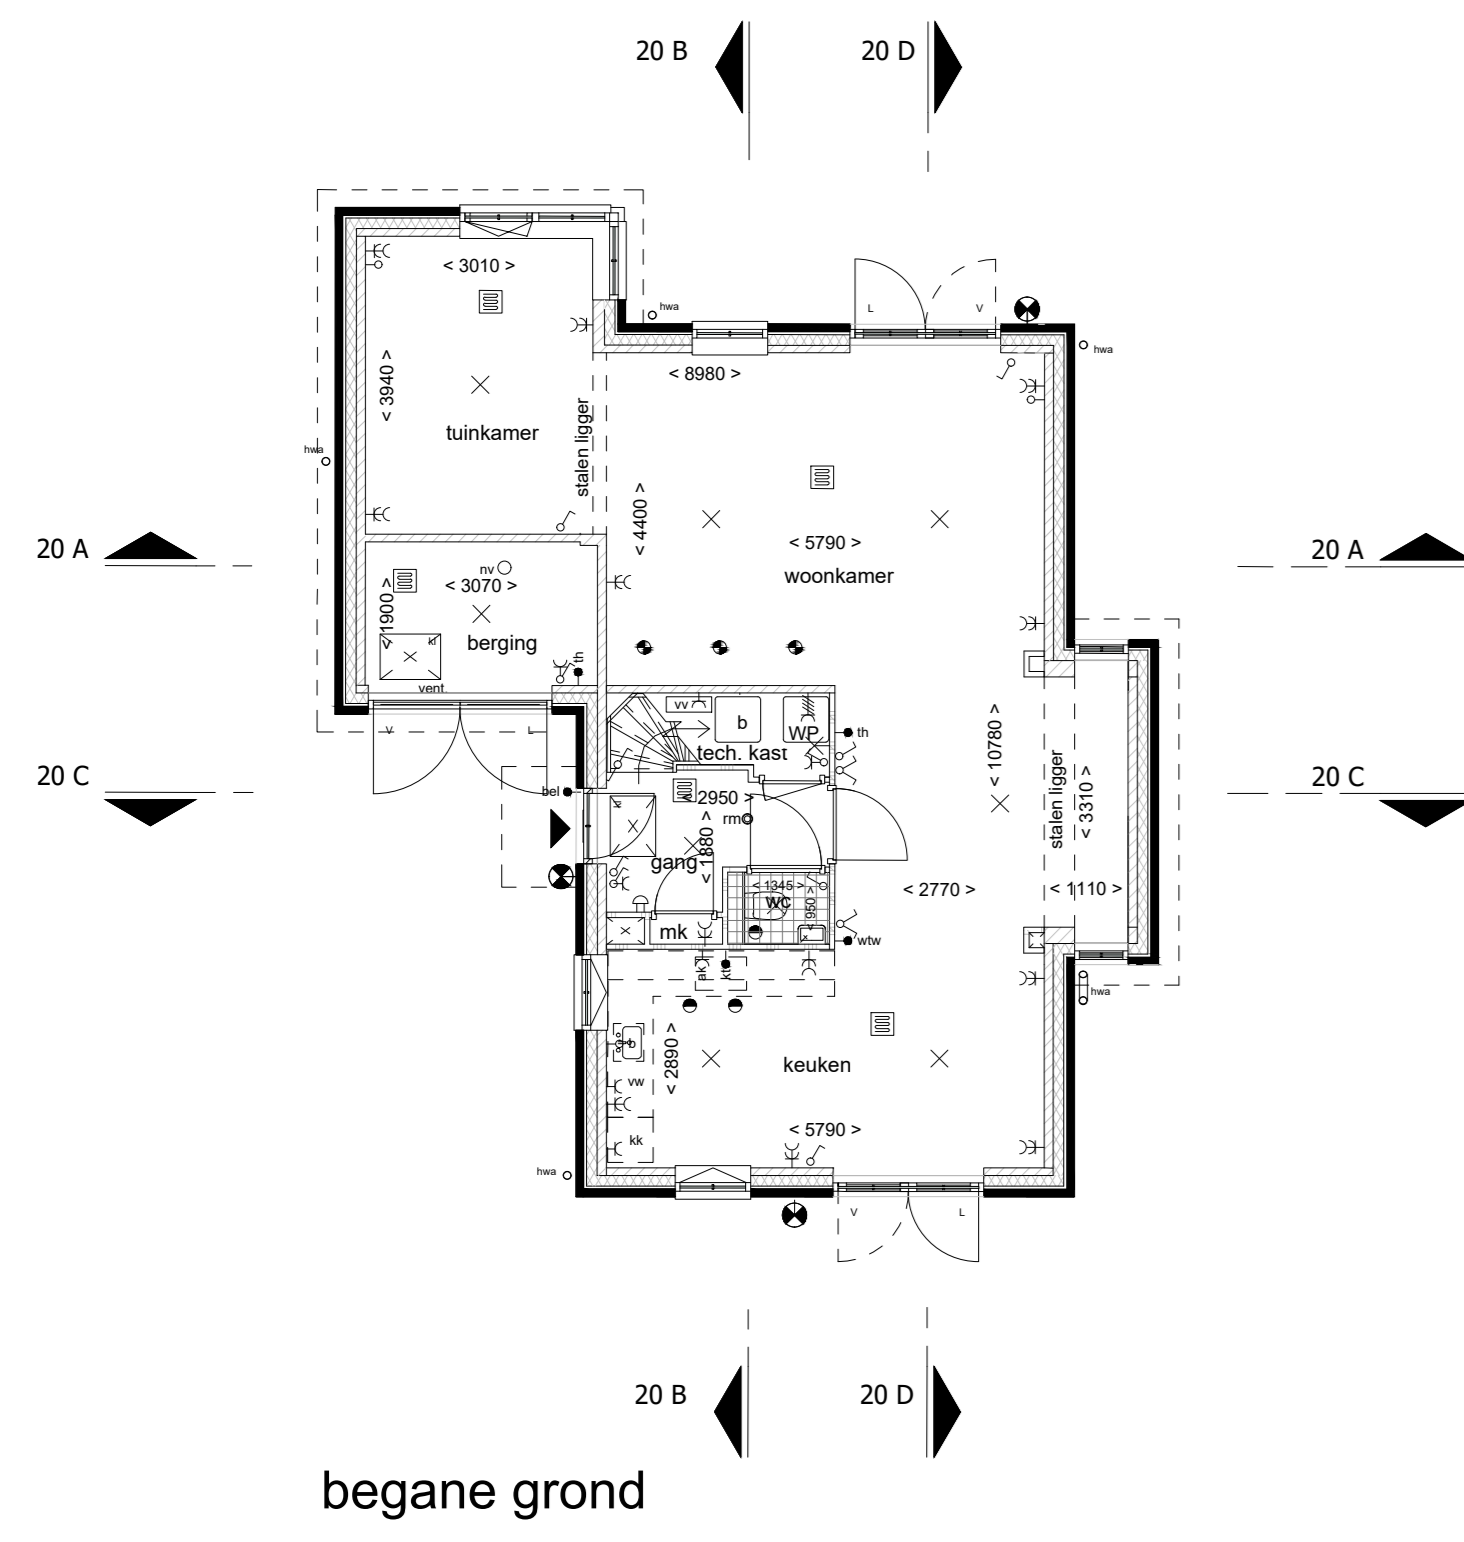 20 B
20 D
hwa
< 3010 >
L
V
hwa
< 8980 >
< 3940 >
stalen ligger
tuinkamer
hwa
< 4400 >
20 A
< 5790 >
20 A
woonkamer
nv
< 3070 >
< 1900 >
kl
berging
th
vent.
vv
b
WP
th
V
L
tech. kast
< 10780 >
20 C
stalen ligger
< 3310 >
20 C
bel
kl
< 2950 >
rm
< 1880 >
gang
< 1345 >
wc
< 950 >
< 2770 >
< 1110 >
mk
wtw
ak
kt
hwa
b
< 2890 >
keuken
vw
kk
< 5790 >
hwa
V
L
20 B
20 D
begane grond